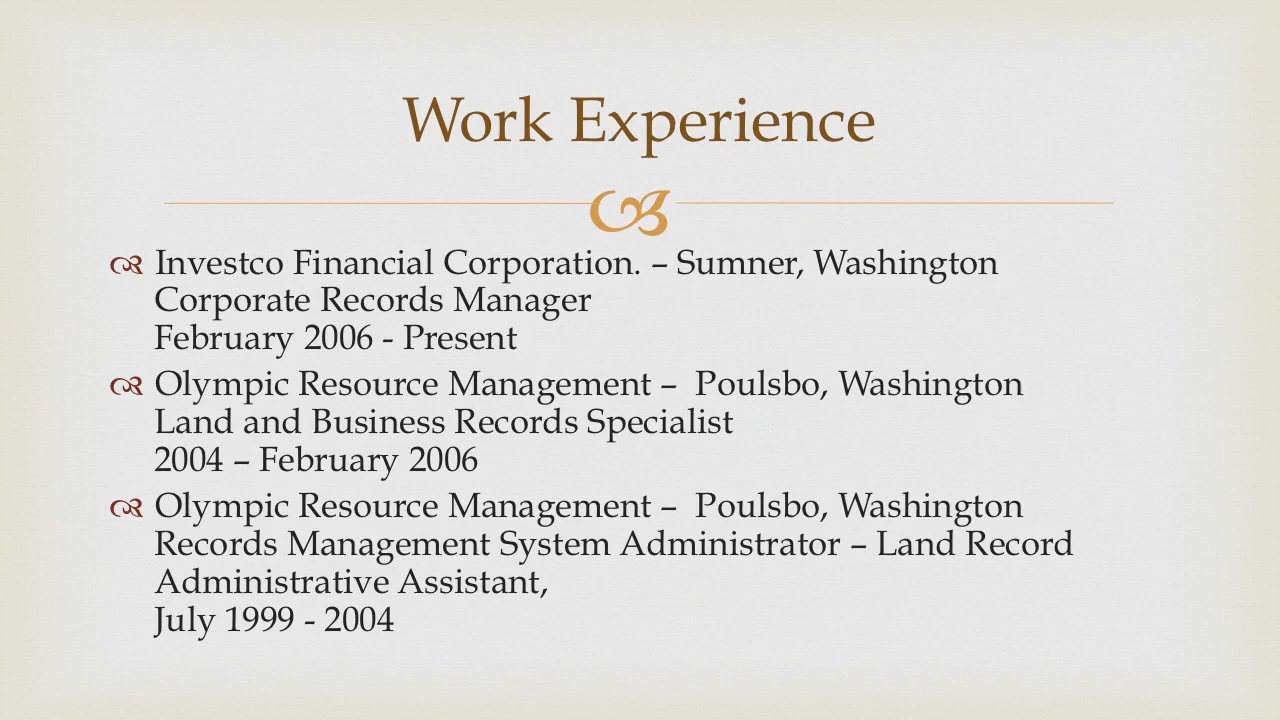 Work Experience
Investco Financial Corporation. – Sumner, Washington
Corporate Records Manager
February 2006 - Present
Olympic Resource Management –  Poulsbo, Washington
Land and Business Records Specialist
2004 – February 2006
Olympic Resource Management –  Poulsbo, Washington
Records Management System Administrator – Land Record
Administrative Assistant,
July 1999 - 2004